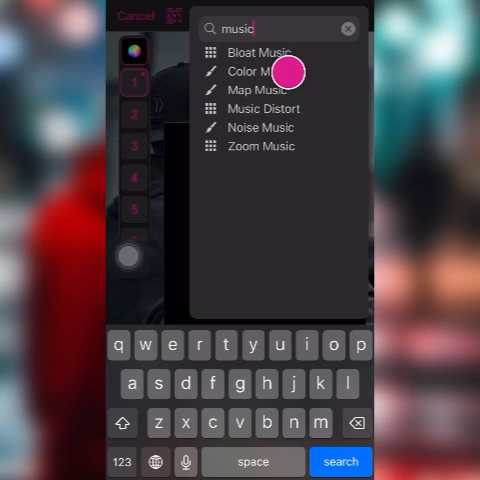 Cancel
music
Bloat Music
Color M
Map Music
Music Distort
Noise Music
Zoom Music
1
2
3
4
5
q w e r t y u i o p
a s d f g h j k l
z x c v b n m
123 space search